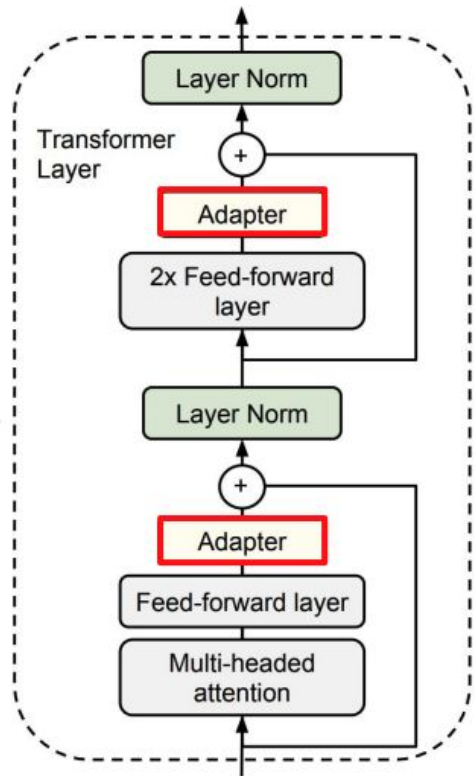 Layer Norm
+
Transformer
Layer
Adapter
2x Feed-forward
layer
Layer Norm
+
Adapter
Feed-forward layer
Multi-headed
attention